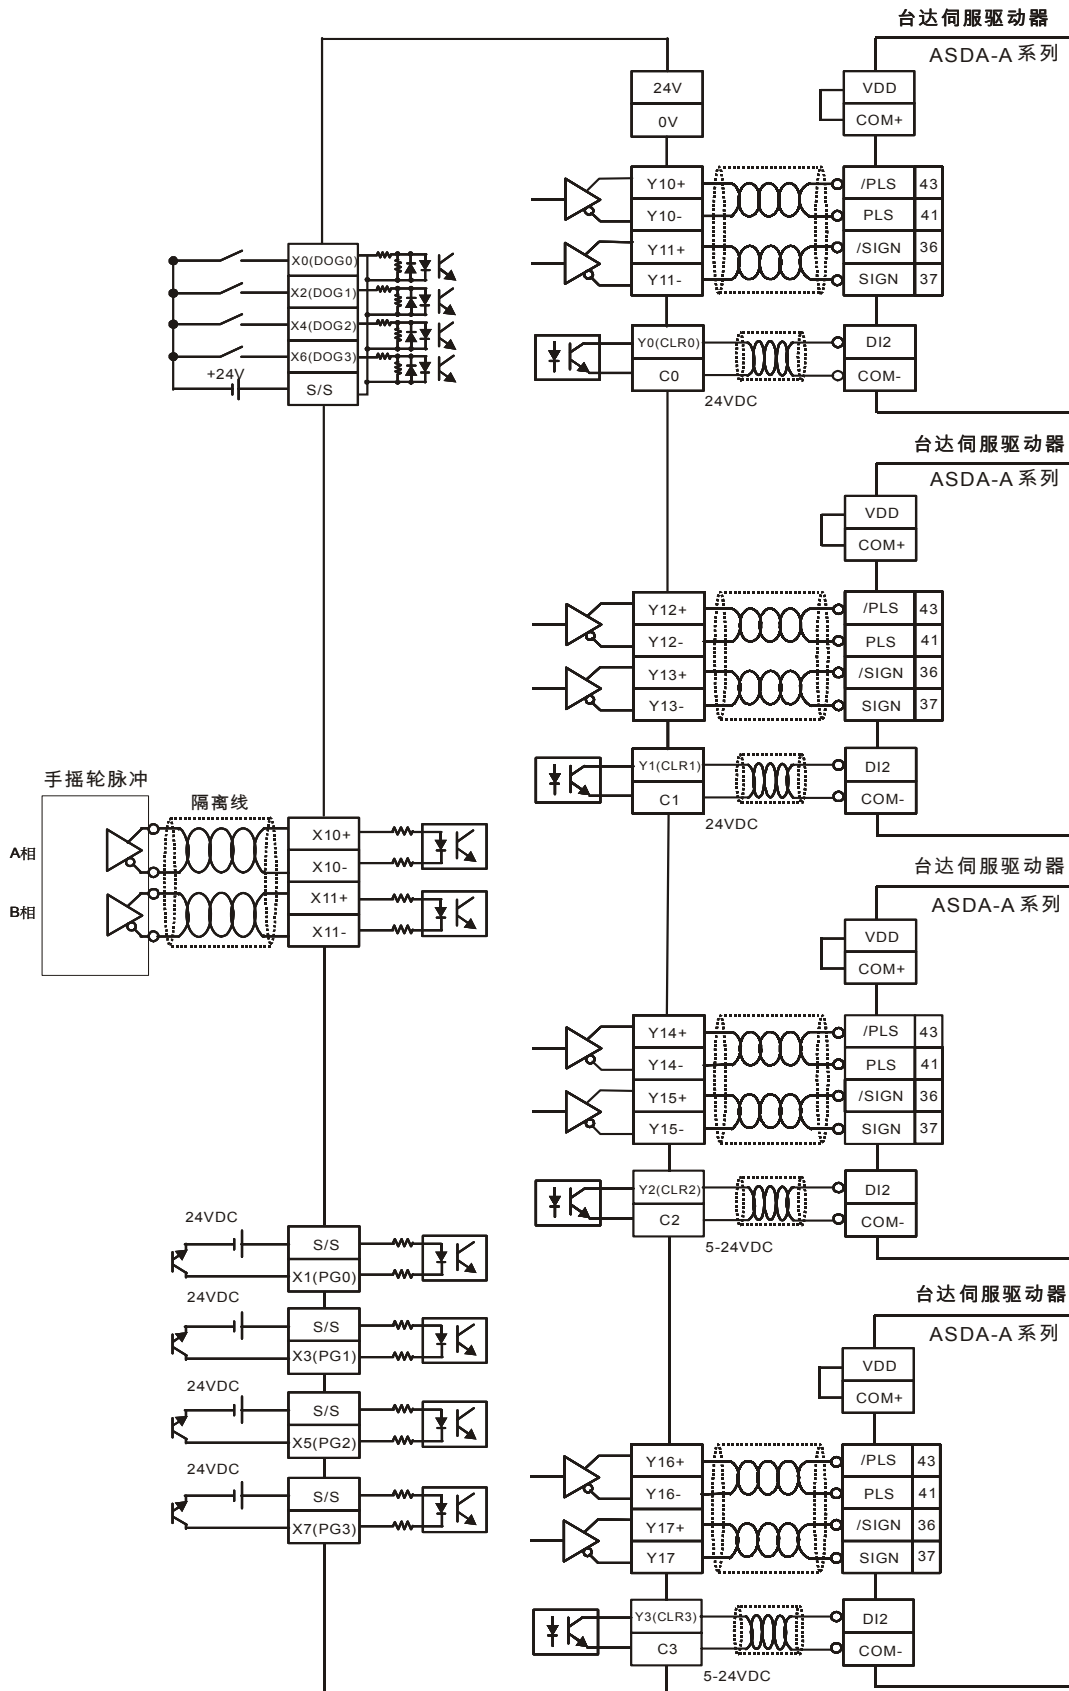 台达伺服驱动器
ASDA-A 系列
24V
0V
VDD
COM+
Y10+
Y10-
Y11+
Y11-
/PLS 43
PLS 41
/SIGN 36
SIGN 37
X0(DOG0)
X2(DOG1)
X4(DOG2)
X6(DOG3)
+24V
S/S
Y0(CLR0)
C0
24VDC
DI2
COM-
台达伺服驱动器
ASDA-A 系列
VDD
COM+
Y12+
Y12-
Y13+
Y13-
/PLS 43
PLS 41
/SIGN 36
SIGN 37
Y1(CLR1)
C1
24VDC
DI2
COM-
手摇轮脉冲
隔离线
A相
B相
X10+
X10-
X11+
X11-
台达伺服驱动器
ASDA-A 系列
VDD
COM+
Y14+
Y14-
Y15+
Y15-
/PLS 43
PLS 41
/SIGN 36
SIGN 37
Y2(CLR2)
C2
5-24VDC
DI2
COM-
24VDC
S/S
X1(PG0)
24VDC
S/S
X3(PG1)
24VDC
S/S
X5(PG2)
24VDC
S/S
X7(PG3)
台达伺服驱动器
ASDA-A 系列
VDD
COM+
Y16+
Y16-
Y17+
Y17
/PLS 43
PLS 41
/SIGN 36
SIGN 37
Y3(CLR3)
C3
5-24VDC
DI2
COM-